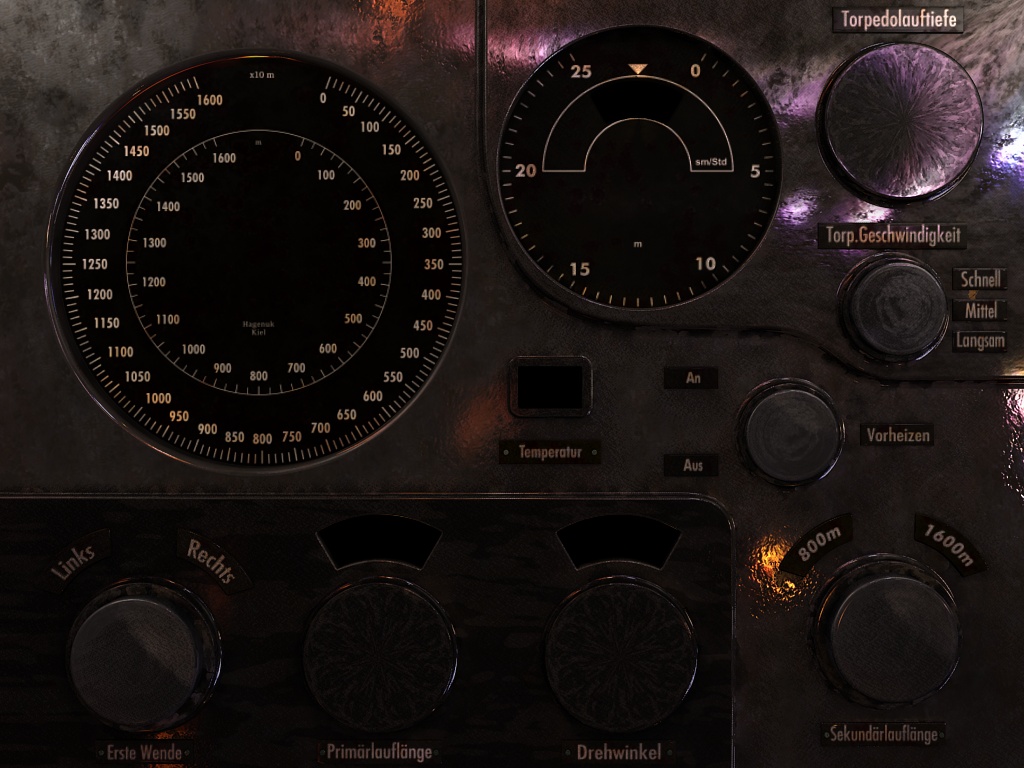 Torpedolauftiefe
x10 m
0
50
100
150
200
250
300
350
400
450
500
550
600
650
700
750
800
850
900
950
1000
1050
1100
1150
1200
1250
1300
1350
1400
1450
1500
1550
1600
m
0
100
200
300
400
500
600
700
800
900
1000
1100
1200
1300
1400
1500
1600
Hagenuk
Kiel
25
0
20
sm/Std
5
m
15
10
Torp.Geschwindigkeit
Schnell
Mittel
Langsam
An
Vorheizen
Temperatur
Aus
Links
Rechts
800m
1600m
Erste Wende
Primärlauflänge
Drehwinkel
Sekundärlauflänge